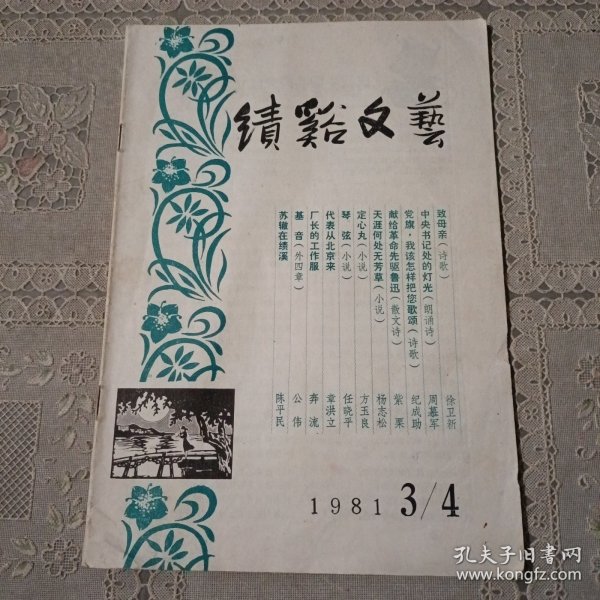 績谿文藝
致母亲(诗歌) 徐卫新
中央书记处的灯光(朗诵诗) 周慕军
党旗·我该怎样把您歌颂(诗歌) 纪成助
献给革命先驱鲁迅(散文诗) 紫栗
天涯何处无芳草(小说) 杨志松
定心丸(小说) 方玉良
琴弦(小说) 任晓平
代表从北京来 章洪立
厂长的工作服 奔流
基音(外四章) 公伟
苏辙在绩溪 陈平民
1981 3/4
孔夫子旧书网
www.kongfz.com